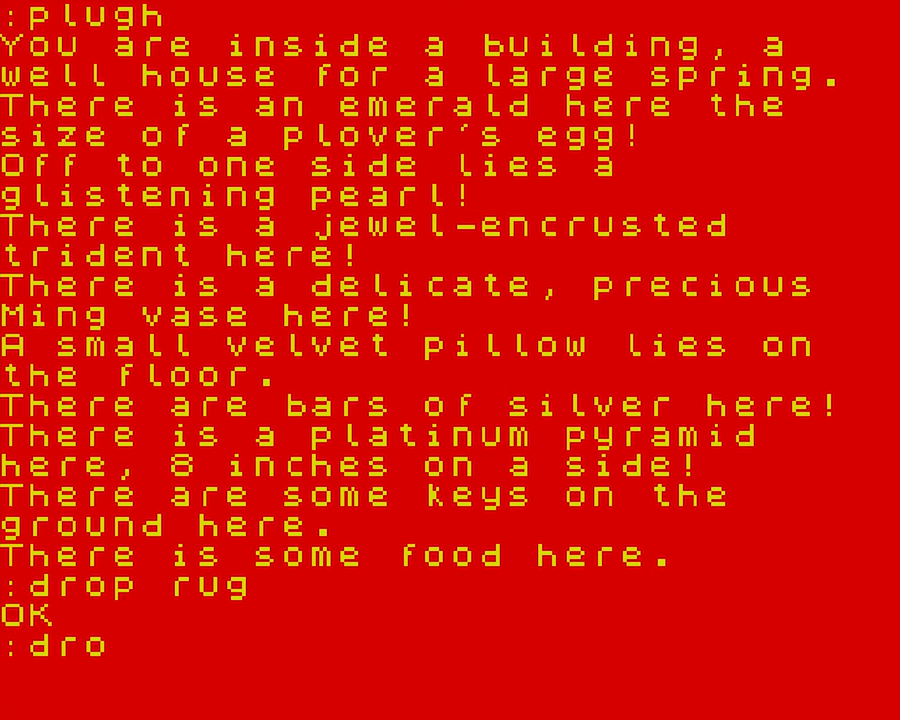 :plugh
You are inside a building, a
well house for a large spring.
There is an emerald here the
size of a plover's egg!
Off to one side lies a
glistening pearl!
There is a jewel-encrusted
trident here!
There is a delicate, precious
Ming vase here!
A small velvet pillow lies on
the floor.
There are bars of silver here!
There is a platinum pyramid
here, 8 inches on a side!
There are some keys on the
ground here.
There is some food here.
:drop rug
OK
:dro